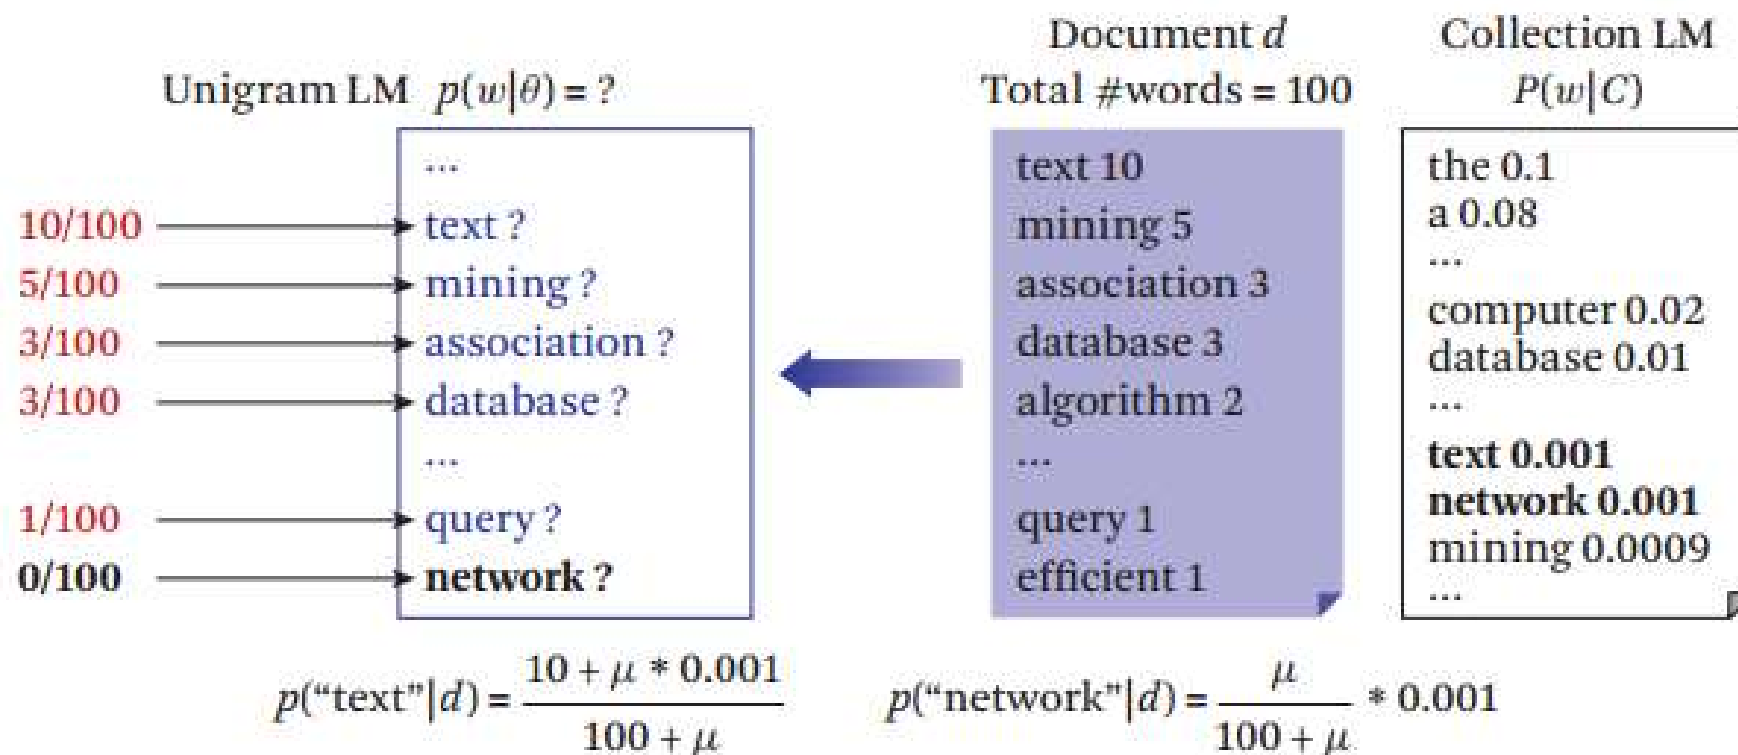 Unigram LM p(w|θ) = ?
10/100
5/100
3/100
3/100
1/100
0/100
...
text ?
mining ?
association ?
database ?
...
query ?
network ?
Document d
Total #words = 100
text 10
mining 5
association 3
database 3
algorithm 2
...
query 1
efficient 1
Collection LM
P(w|C)
the 0.1
a 0.08
...
computer 0.02
database 0.01
...
text 0.001
network 0.001
mining 0.0009
...
p(“text”|d) = (10 + μ * 0.001) / (100 + μ)
p(“network”|d) = μ / (100 + μ) * 0.001